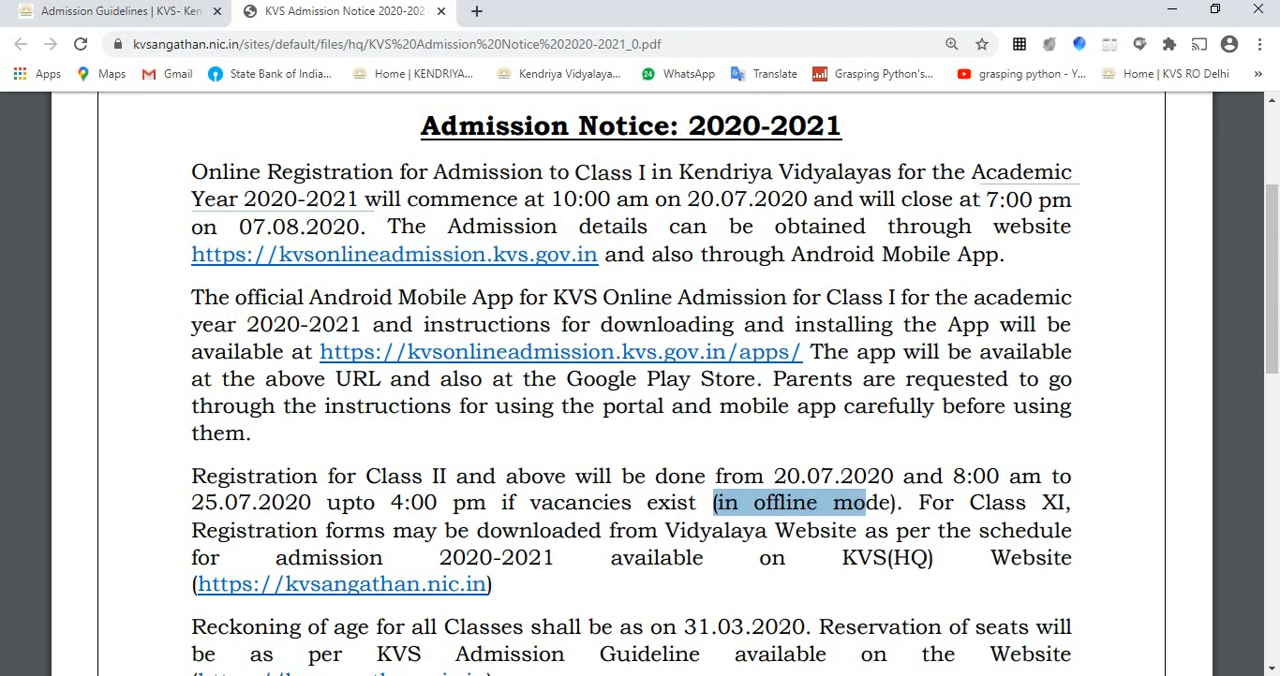 Admission Guidelines | KVS- Ken
KVS Admission Notice 2020-202
kvsangathan.nic.in/sites/default/files/hq/KVS%20Admission%20Notice%202020-2021_0.pdf
Apps Maps Gmail State Bank of India... Home | KENDRIYA... Kendriya Vidyalaya... 24 WhatsApp Translate Grasping Python's... grasping python - Y... Home | KVS RO Delhi »
Admission Notice: 2020-2021
Online Registration for Admission to Class I in Kendriya Vidyalayas for the Academic
Year 2020-2021 will commence at 10:00 am on 20.07.2020 and will close at 7:00 pm
on 07.08.2020. The Admission details can be obtained through website
https://kvsonlineadmission.kvs.gov.in and also through Android Mobile App.
The official Android Mobile App for KVS Online Admission for Class I for the academic
year 2020-2021 and instructions for downloading and installing the App will be
available at https://kvsonlineadmission.kvs.gov.in/apps/ The app will be available
at the above URL and also at the Google Play Store. Parents are requested to go
through the instructions for using the portal and mobile app carefully before using
them.
Registration for Class II and above will be done from 20.07.2020 and 8:00 am to
25.07.2020 upto 4:00 pm if vacancies exist (in offline mode). For Class XI,
Registration forms may be downloaded from Vidyalaya Website as per the schedule
for admission 2020-2021 available on KVS(HQ) Website
(https://kvsangathan.nic.in)
Reckoning of age for all Classes shall be as on 31.03.2020. Reservation of seats will
be as per KVS Admission Guideline available on the Website